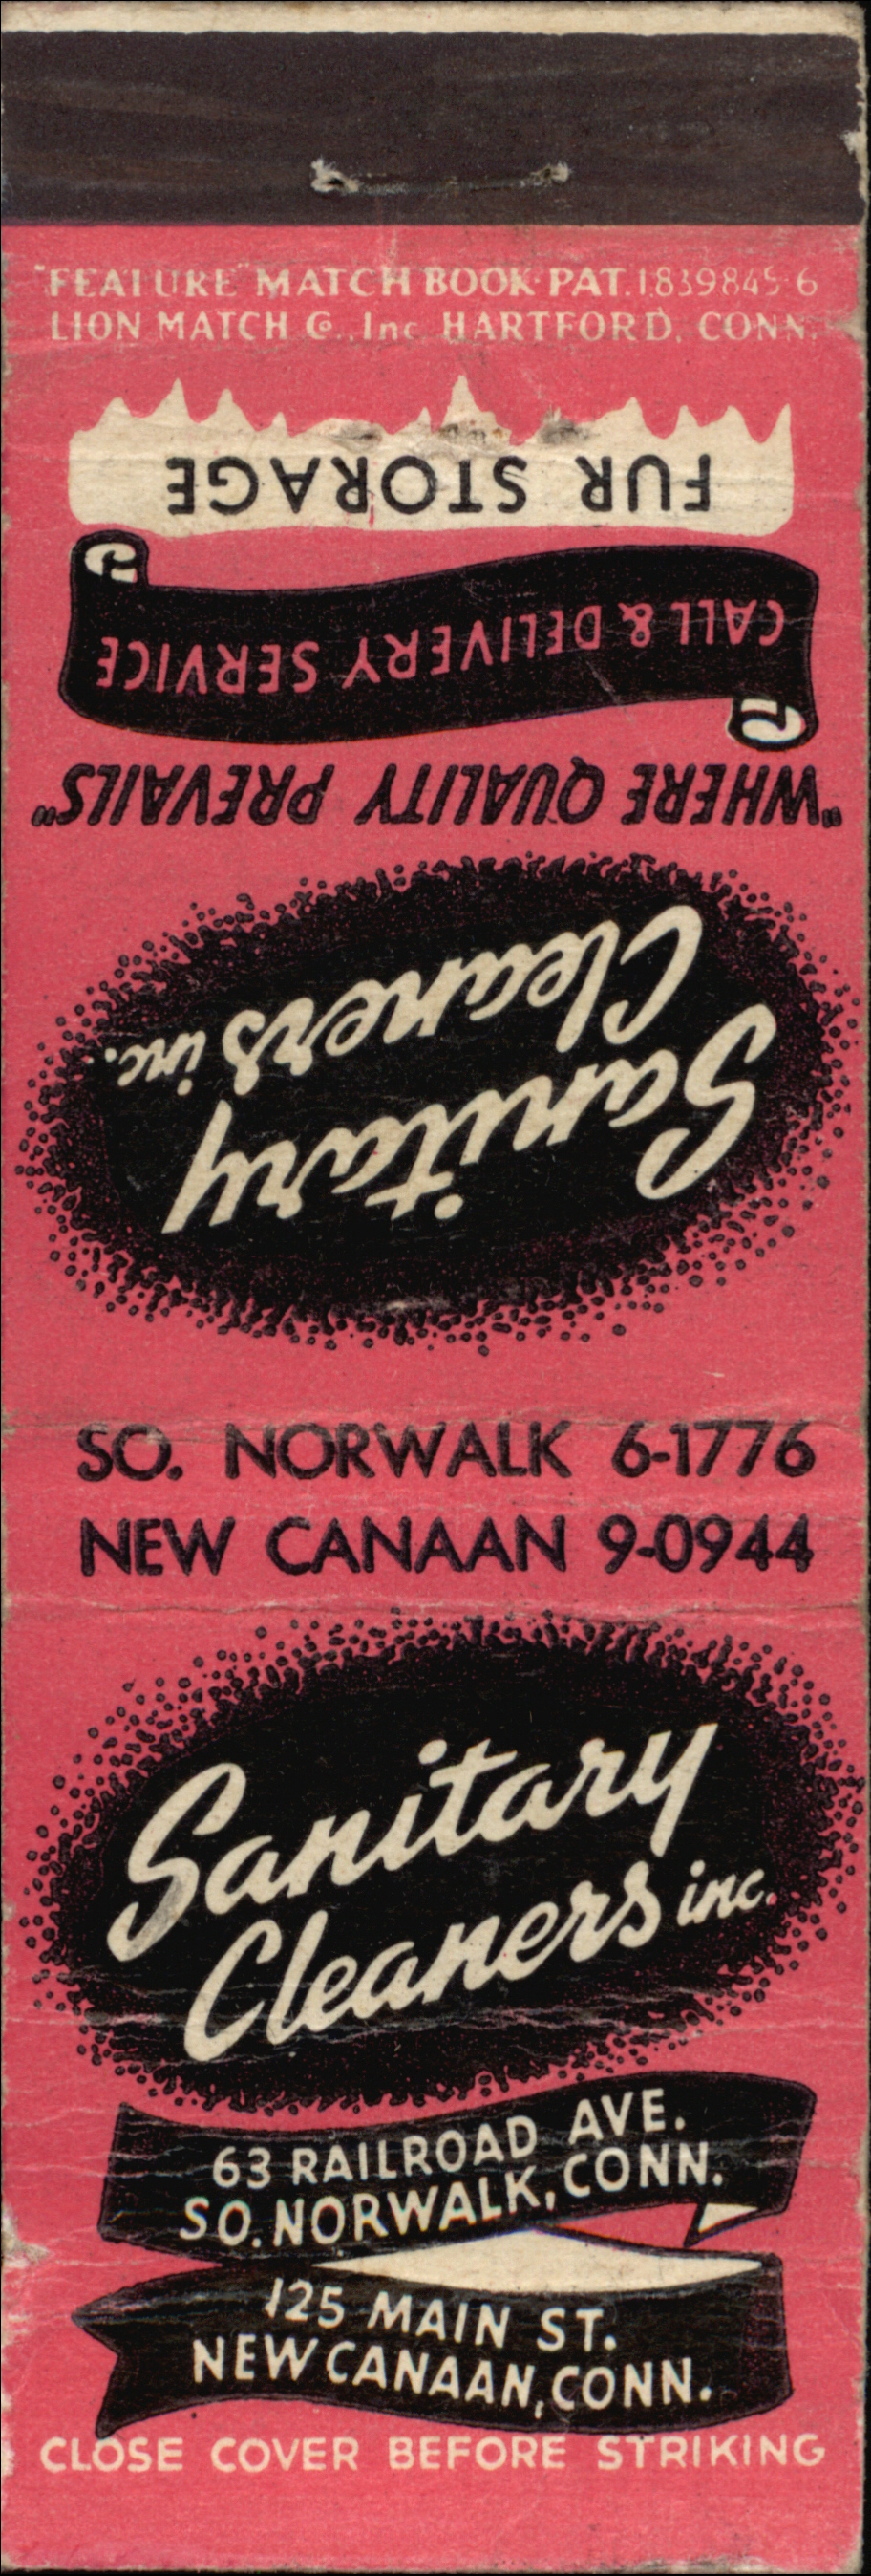 "FEATURE" MATCH BOOK PAT. 1839845-6
LION MATCH Co., Inc. HARTFORD, CONN.
Sanitary
Cleaners inc.
"WHERE QUALITY PREVAILS"
CALL & DELIVERY SERVICE
FUR STORAGE
SO. NORWALK 6-1776
NEW CANAAN 9-0944
Sanitary
Cleaners inc.
63 RAILROAD AVE.
SO. NORWALK, CONN.
125 MAIN ST.
NEW CANAAN, CONN.
CLOSE COVER BEFORE STRIKING